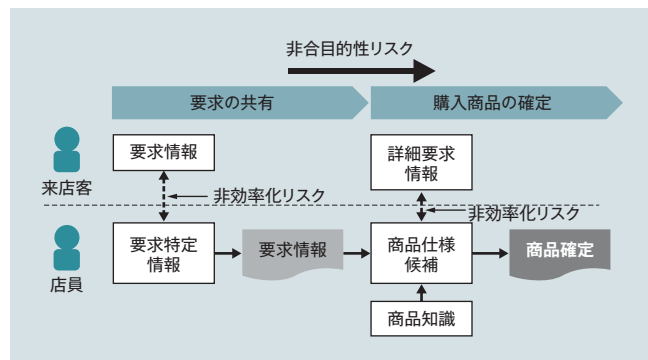 非合目的性リスク
要求の共有
購入商品の確定
来店客
要求情報
詳細要求
情報
非効率化リスク
非効率化リスク
店員
要求特定
情報
要求情報
商品仕様
候補
商品確定
商品知識